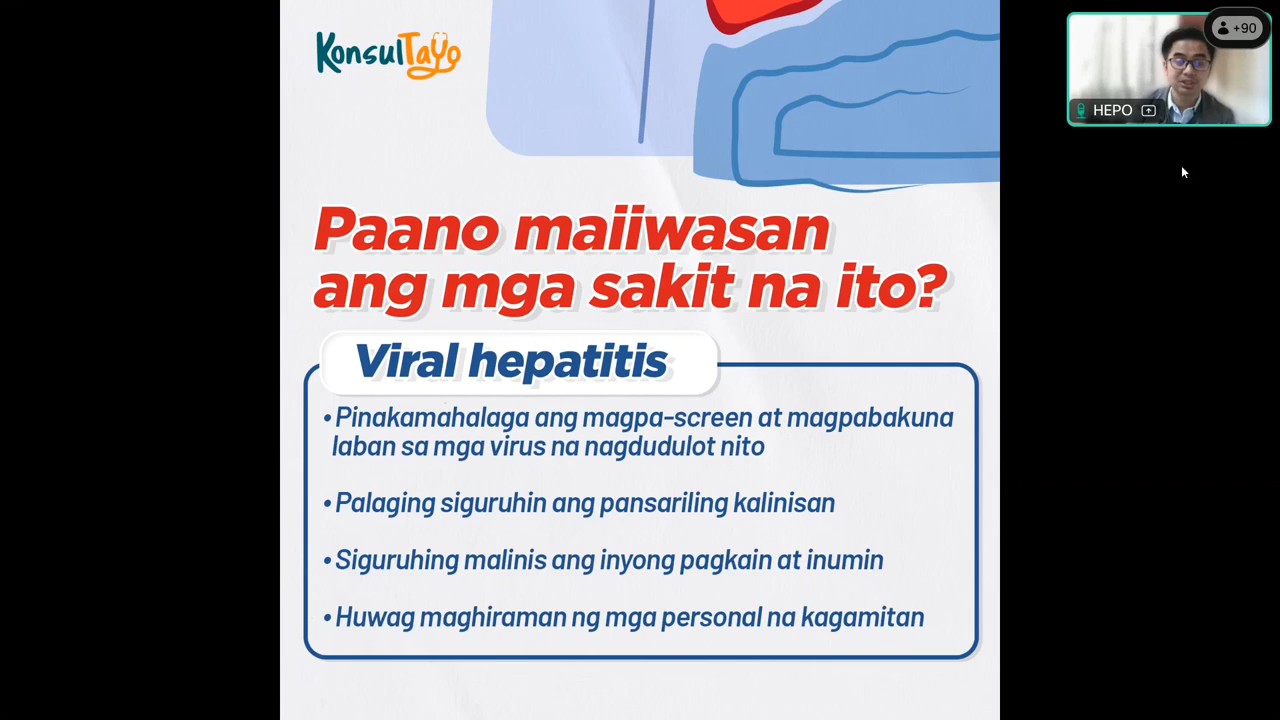 KonsulTayo
+90
HEPO
Paano maiiwasan
ang mga sakit na ito?
Viral hepatitis
• Pinakamahalaga ang magpa-screen at magpabakuna
laban sa mga virus na nagdudulot nito
• Palaging siguruhin ang pansariling kalinisan
• Siguruhing malinis ang inyong pagkain at inumin
• Huwag maghiraman ng mga personal na kagamitan